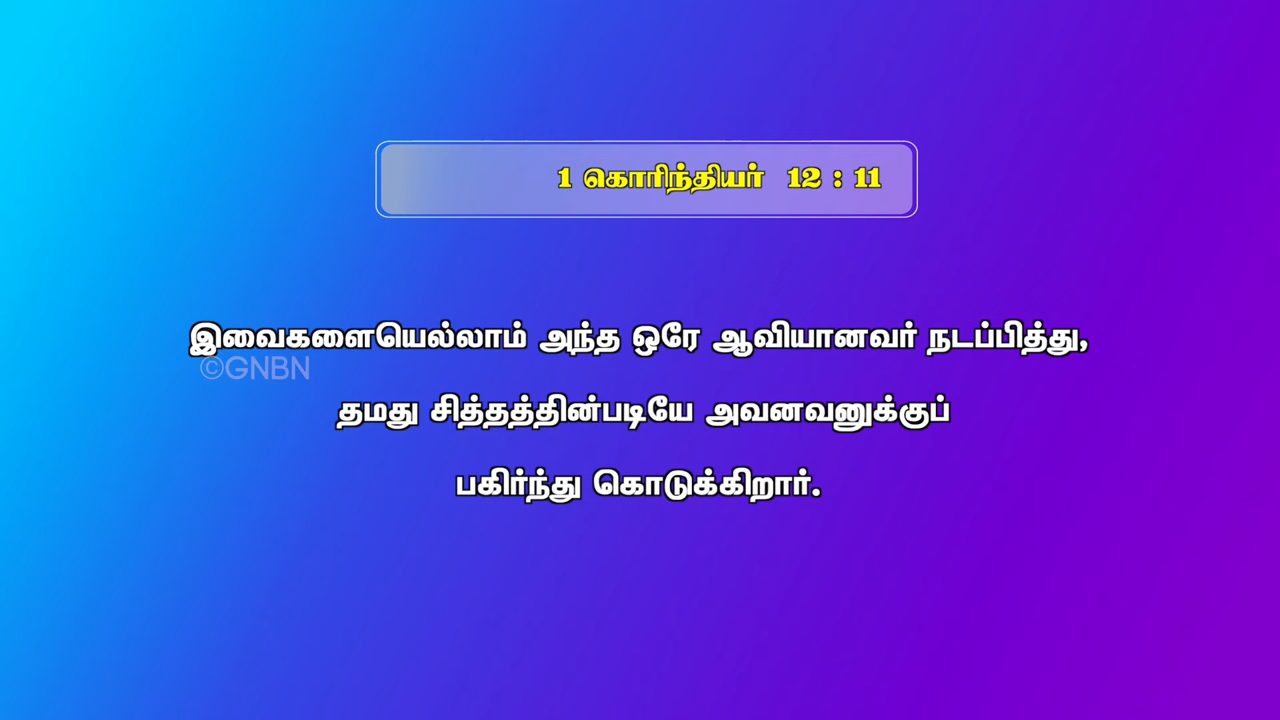 1 கொரிந்தியர் 12 : 11
இவைகளையெல்லாம் அந்த ஒரே ஆவியானவர் நடப்பித்து,
©GNBN
தமது சித்தத்தின்படியே அவனவனுக்குப்
பகிர்ந்து கொடுக்கிறார்.